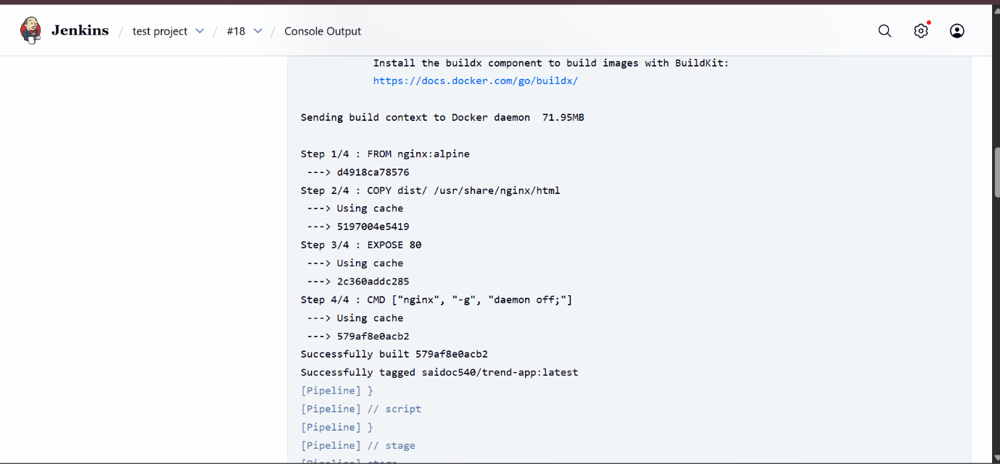 Jenkins / test project / #18 / Console Output
Install the buildx component to build images with BuildKit:
https://docs.docker.com/go/buildx/
Sending build context to Docker daemon  71.95MB
Step 1/4 : FROM nginx:alpine
---> d4918ca78576
Step 2/4 : COPY dist/ /usr/share/nginx/html
---> Using cache
---> 5197004e5419
Step 3/4 : EXPOSE 80
---> Using cache
---> 2c360addc285
Step 4/4 : CMD ["nginx", "-g", "daemon off;"]
---> Using cache
---> 579af8e0acb2
Successfully built 579af8e0acb2
Successfully tagged saidoc540/trend-app:latest
[Pipeline] }
[Pipeline] // script
[Pipeline] }
[Pipeline] // stage
[Pipeline] stage